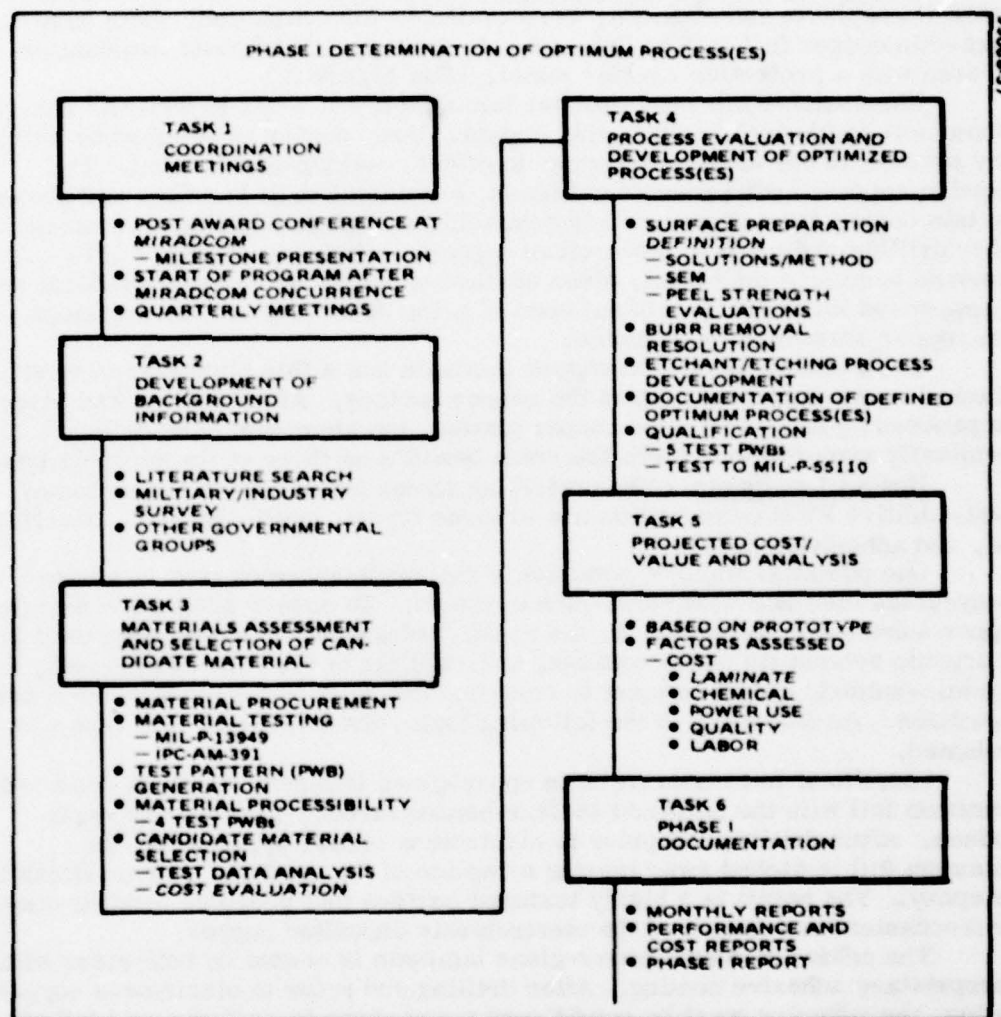 PHASE I DETERMINATION OF OPTIMUM PROCESS(ES)
TASK 1
COORDINATION
MEETINGS
● POST AWARD CONFERENCE AT
MIRADCOM
— MILESTONE PRESENTATION
● START OF PROGRAM AFTER
MIRADCOM CONCURRENCE
● QUARTERLY MEETINGS
TASK 2
DEVELOPMENT OF
BACKGROUND
INFORMATION
● LITERATURE SEARCH
● MILTIARY/INDUSTRY
SURVEY
● OTHER GOVERNMENTAL
GROUPS
TASK 3
MATERIALS ASSESSMENT
AND SELECTION OF CAN-
DIDATE MATERIAL
● MATERIAL PROCUREMENT
● MATERIAL TESTING
— MIL-P-13949
— IPC-AM-391
● TEST PATTERN (PWB)
GENERATION
● MATERIAL PROCESSIBILITY
— 4 TEST PWBs
● CANDIDATE MATERIAL
SELECTION
— TEST DATA ANALYSIS
— COST EVALUATION
TASK 4
PROCESS EVALUATION AND
DEVELOPMENT OF OPTIMIZED
PROCESS(ES)
● SURFACE PREPARATION
DEFINITION
— SOLUTIONS/METHOD
— SEM
— PEEL STRENGTH
EVALUATIONS
● BURR REMOVAL
RESOLUTION
● ETCHANT/ETCHING PROCESS
DEVELOPMENT
● DOCUMENTATION OF DEFINED
OPTIMUM PROCESS(ES)
● QUALIFICATION
— 5 TEST PWBs
— TEST TO MIL-P-55110
TASK 5
PROJECTED COST/
VALUE AND ANALYSIS
● BASED ON PROTOTYPE
FACTORS ASSESSED
COST
● LAMINATE
● CHEMICAL
● POWER USE
● QUALITY
● LABOR
TASK 6
PHASE I
DOCUMENTATION
● MONTHLY REPORTS
● PERFORMANCE AND
COST REPORTS
● PHASE I REPORT